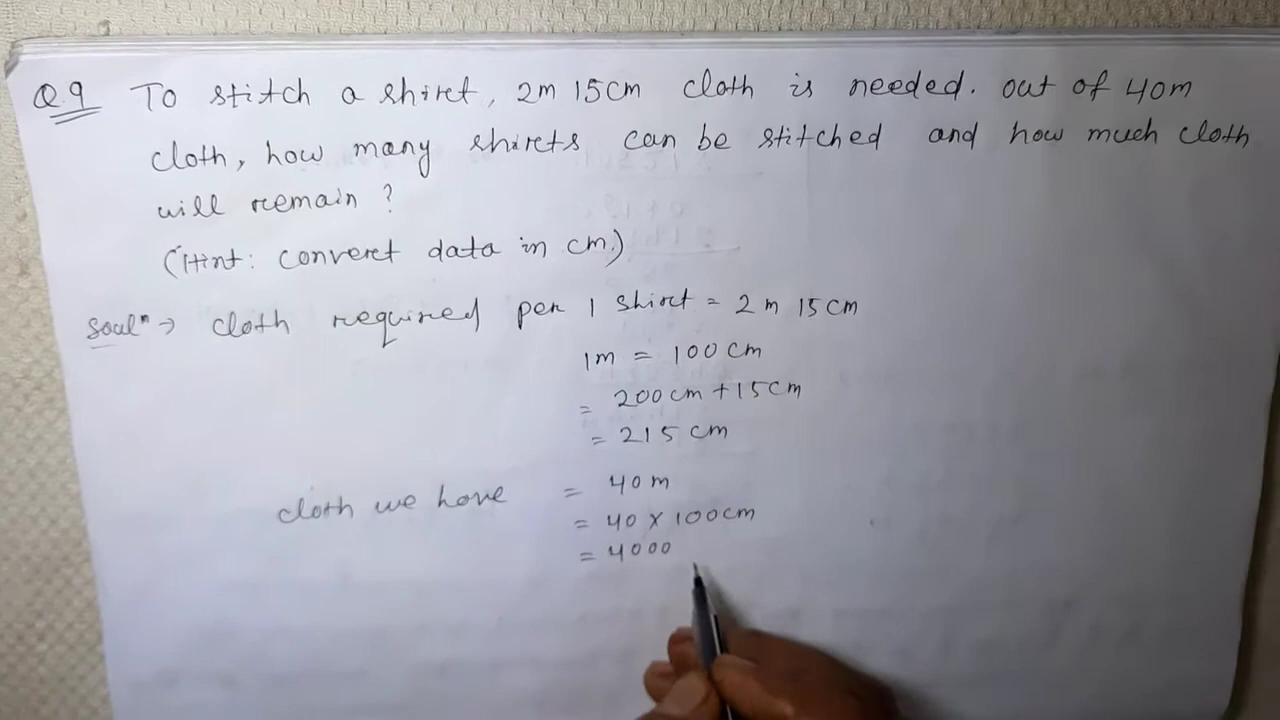 Q.9 To stitch a shirt, 2m 15cm cloth is needed. out of 40m
cloth, how many shirts can be stitched and how much cloth
will remain ?
(Hint: convert data in cm.)
Soulⁿ → cloth required per 1 shirt = 2 m 15 cm
1m = 100 cm
= 200 cm + 15 cm
= 215 cm
cloth we have = 40 m
= 40 x 100 cm
= 4000